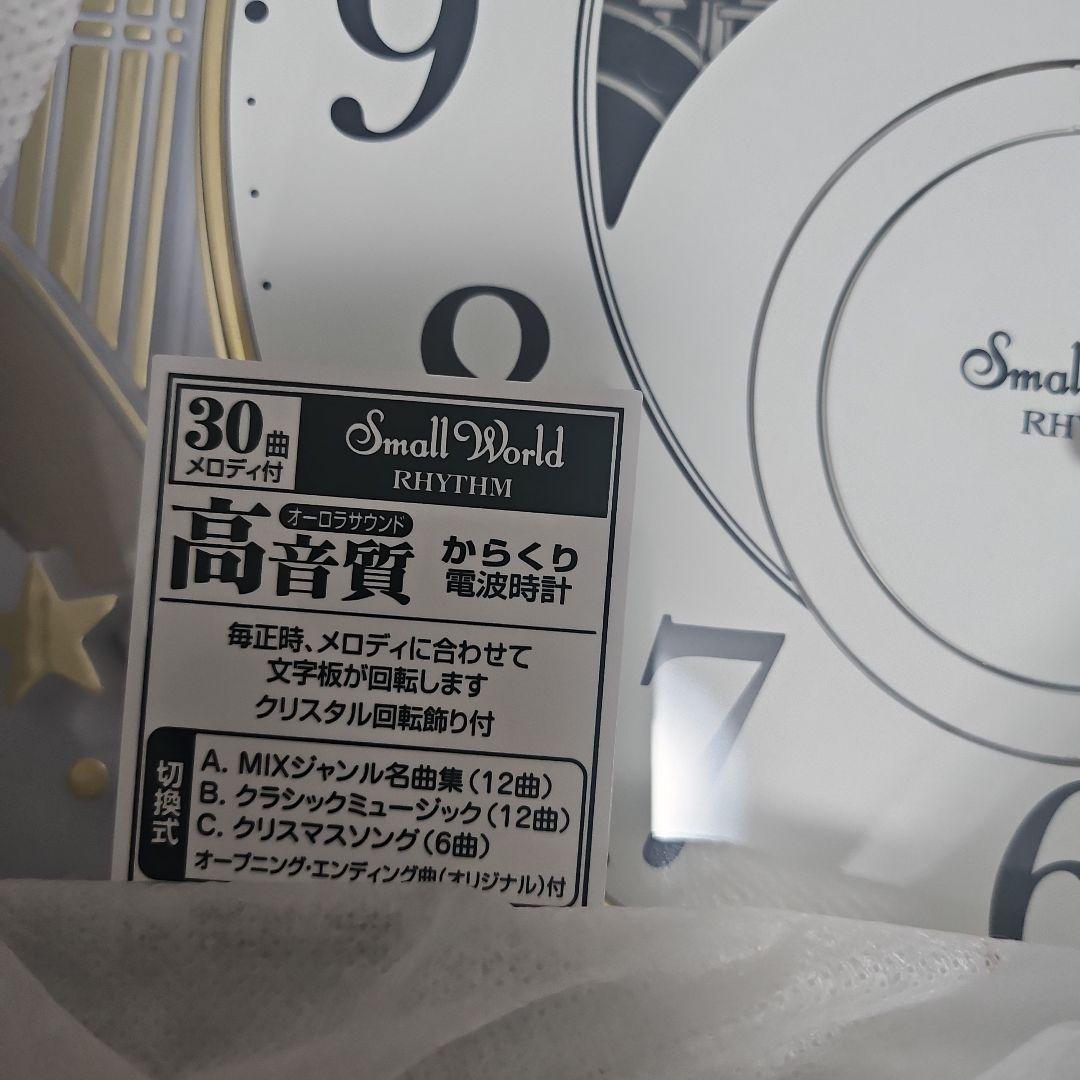 9
8
7
6
Smal
RH
30曲
メロディ付
Small World
RHYTHM
オーロラサウンド
高音質
からくり
電波時計
毎正時、メロディに合わせて
文字板が回転します
クリスタル回転飾り付
切換式
A. MIXジャンル名曲集(12曲)
B. クラシックミュージック(12曲)
C. クリスマスソング(6曲)
オープニング・エンディング曲(オリジナル)付